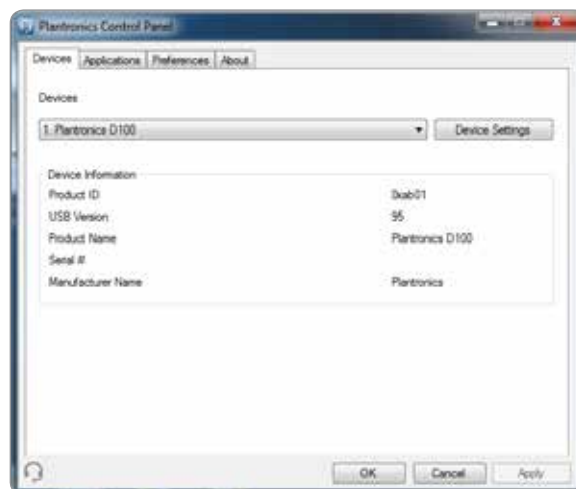 Plantronics Control Panel
Devices Applications Preferences About
Devices
1. Plantronics D100 Device Settings
Device Information
Product ID 0xab01
USB Version 95
Product Name Plantronics D100
Serial #
Manufacturer Name Plantronics
OK Cancel Apply